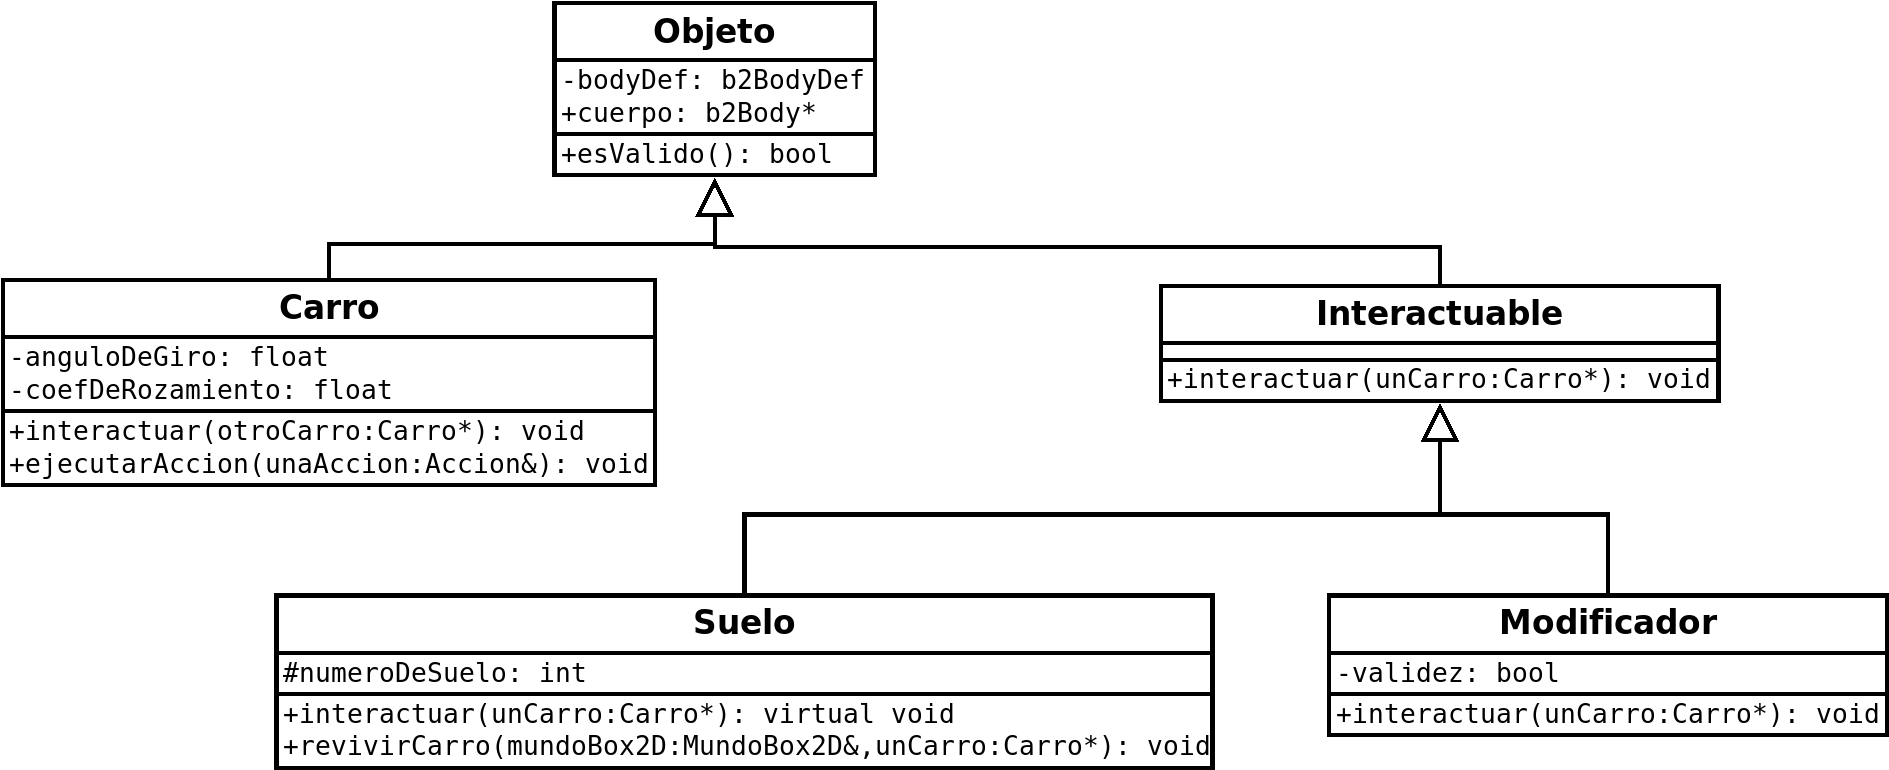 Objeto
-bodyDef: b2BodyDef
+cuerpo: b2Body*
+esValido(): bool
Carro
-anguloDeGiro: float
-coefDeRozamiento: float
+interactuar(otroCarro:Carro*): void
+ejecutarAccion(unaAccion:Accion&): void
Interactuable
+interactuar(unCarro:Carro*): void
Suelo
#numeroDeSuelo: int
+interactuar(unCarro:Carro*): virtual void
+revivirCarro(mundoBox2D:MundoBox2D&,unCarro:Carro*): void
Modificador
-validez: bool
+interactuar(unCarro:Carro*): void